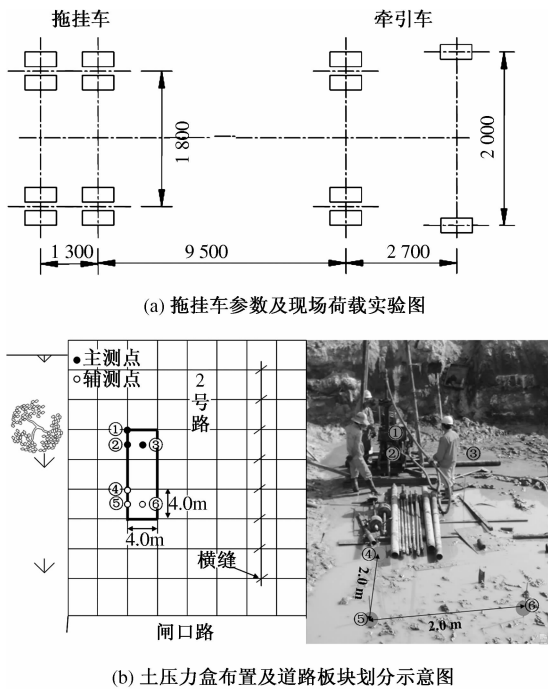 拖挂车 牵引车
1 800
2 000
1 300 9 500 2 700
(a) 拖挂车参数及现场荷载实验图
●主测点
○辅测点
2号路
①
② ③
④
⑤ ⑥ 4.0m
4.0m
横缝
闸口路
①
② ③
④
2.0 m
⑤ 2.0 m ⑥
(b) 土压力盒布置及道路板块划分示意图